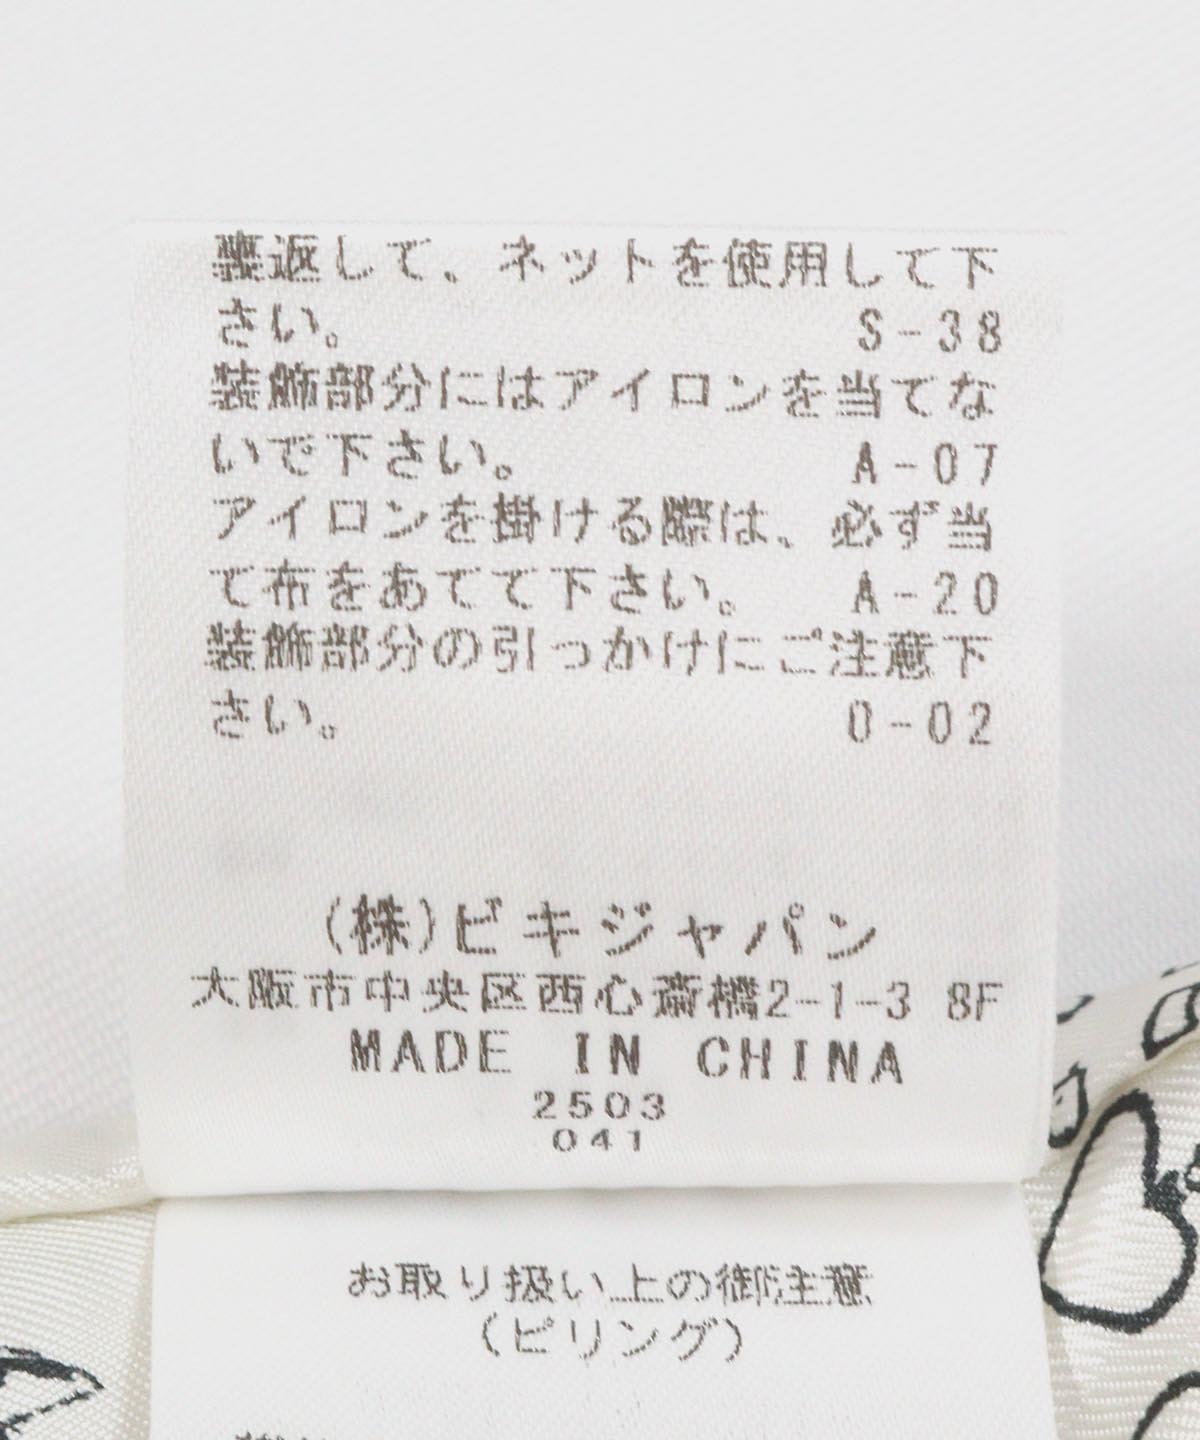 裏返して、ネットを使用して下
さい。 S-38
装飾部分にはアイロンを当てな
いで下さい。 A-07
アイロンを掛ける際は、必ず当
て布をあてて下さい。 A-20
装飾部分の引っかけにご注意下
さい。 O-02
(株)ビキジャパン
大阪市中央区西心斎橋2-1-3 8F
MADE IN CHINA
2503
041
お取り扱い上の御注意
(ピリング)